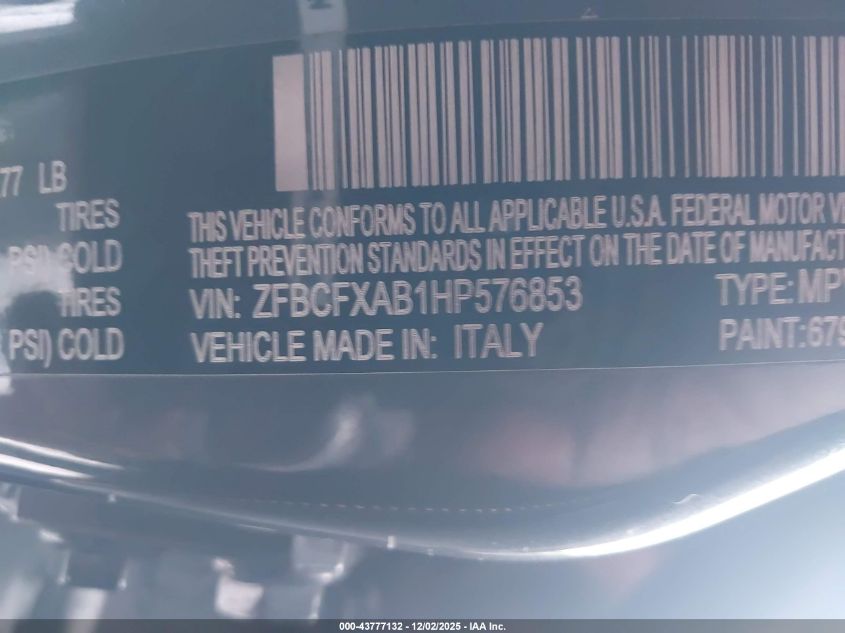 77 LB
TIRES
PSI) COLD
TIRES
PSI) COLD
THIS VEHICLE CONFORMS TO ALL APPLICABLE U.S.A. FEDERAL MOTOR VE
THEFT PREVENTION STANDARDS IN EFFECT ON THE DATE OF MANUFACT
VIN: ZFBCFXAB1HP576853
TYPE: MP
VEHICLE MADE IN: ITALY
PAINT: 679
000-43777132 - 12/02/2025 - IAA Inc.